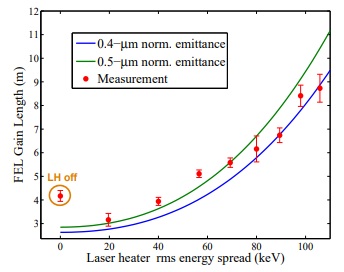 12
11
10
9
8
7
6
5
4
3
FEL Gain Length (m)
0.4−μm norm. emittance
0.5−μm norm. emittance
Measurement
LH off
0 20 40 60 80 100
Laser heater rms energy spread (keV)